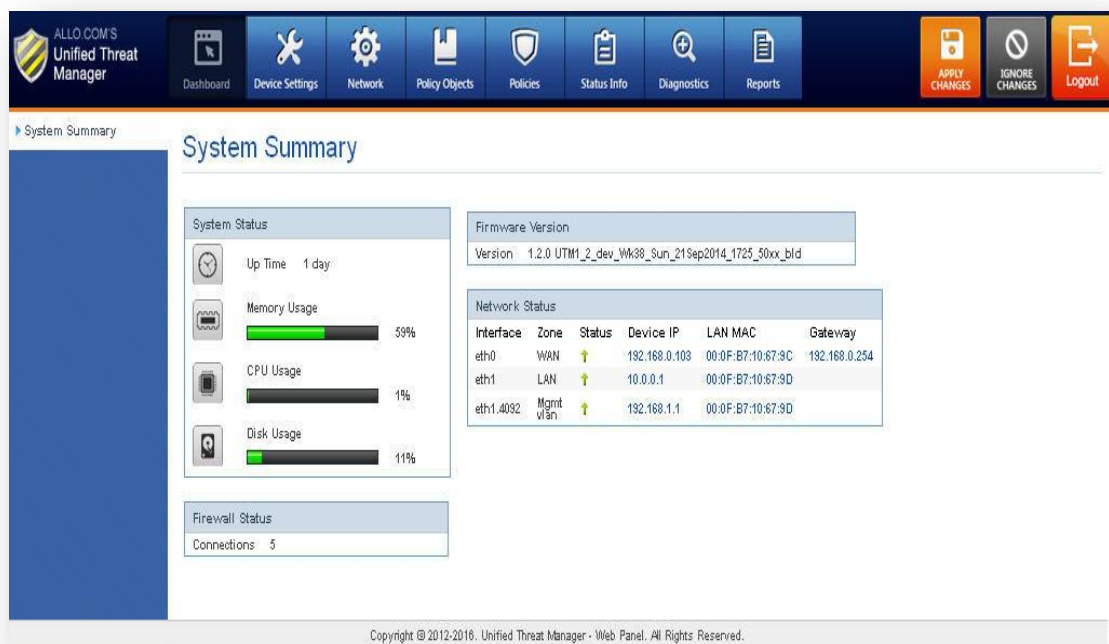 ALLO.COM'S
Unified Threat
Manager
Dashboard
Device Settings
Network
Policy Objects
Policies
Status Info
Diagnostics
Reports
APPLY
CHANGES
IGNORE
CHANGES
Logout
System Summary
System Summary
System Status
Up Time 1 day
Memory Usage
59%
CPU Usage
1%
Disk Usage
11%
Firewall Status
Connections 5
Firmware Version
Version 1.2.0 UTM1_2_dev_Wk38_Sun_21Sep2014_1725_50xx_bld
Network Status
Interface Zone Status Device IP LAN MAC Gateway
eth0 WAN 192.168.0.103 00:0F:B7:10:67:9C 192.168.0.254
eth1 LAN 10.0.0.1 00:0F:B7:10:67:9D
eth1.4092 Mgmt vlan 192.168.1.1 00:0F:B7:10:67:9D
Copyright © 2012-2016. Unified Threat Manager - Web Panel. All Rights Reserved.